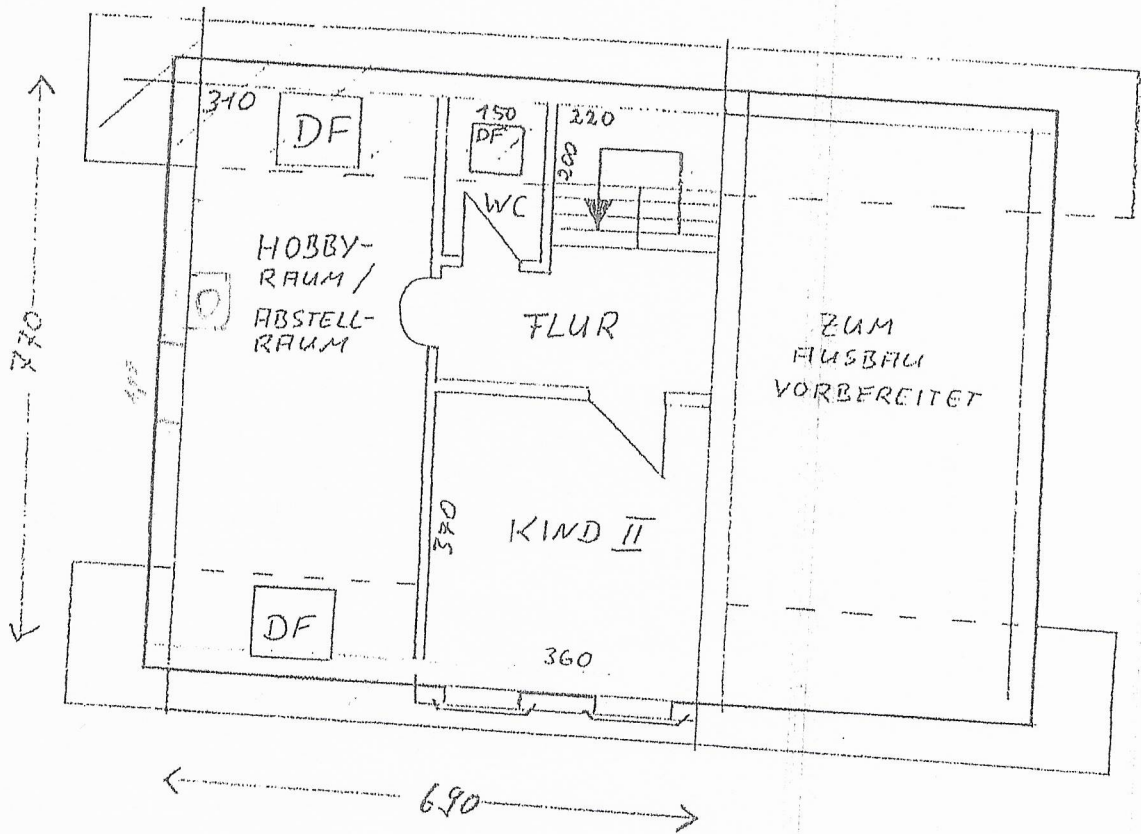 310
DF
150
DF
220
200
WC
HOBBY-
RAUM /
ABSTELL-
RAUM
FLUR
ZUM
AUSBAU
VORBEREITET
770
370
KIND II
DF
360
690